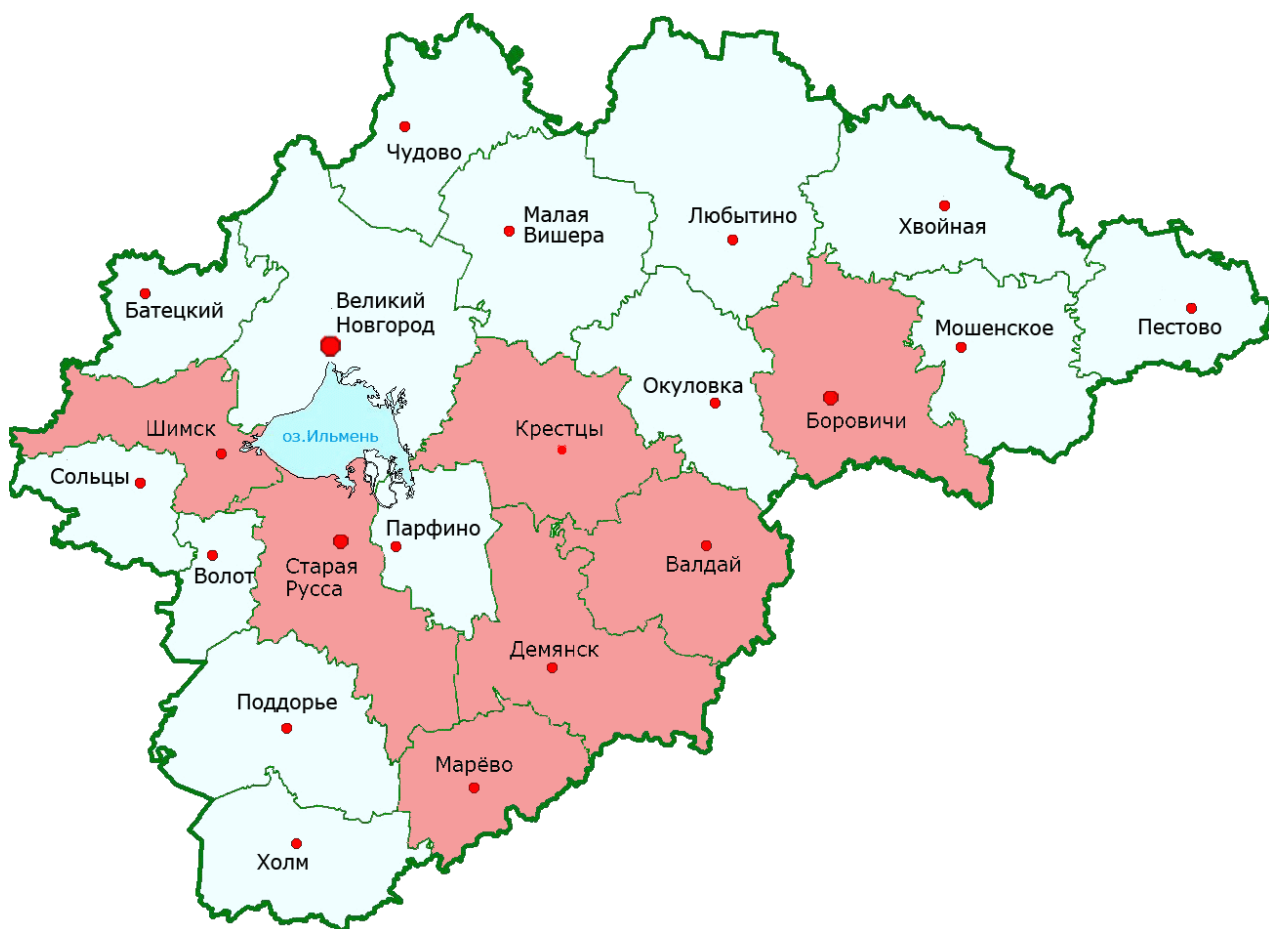 Чудово
Малая
Вишера
Любытино
Хвойная
Батецкий
Великий
Новгород
Мошенское
Пестово
Окуловка
Шимск
оз.Ильмень
Крестцы
Боровичи
Сольцы
Парфино
Волот
Старая
Русса
Валдай
Демянск
Поддорье
Марёво
Холм